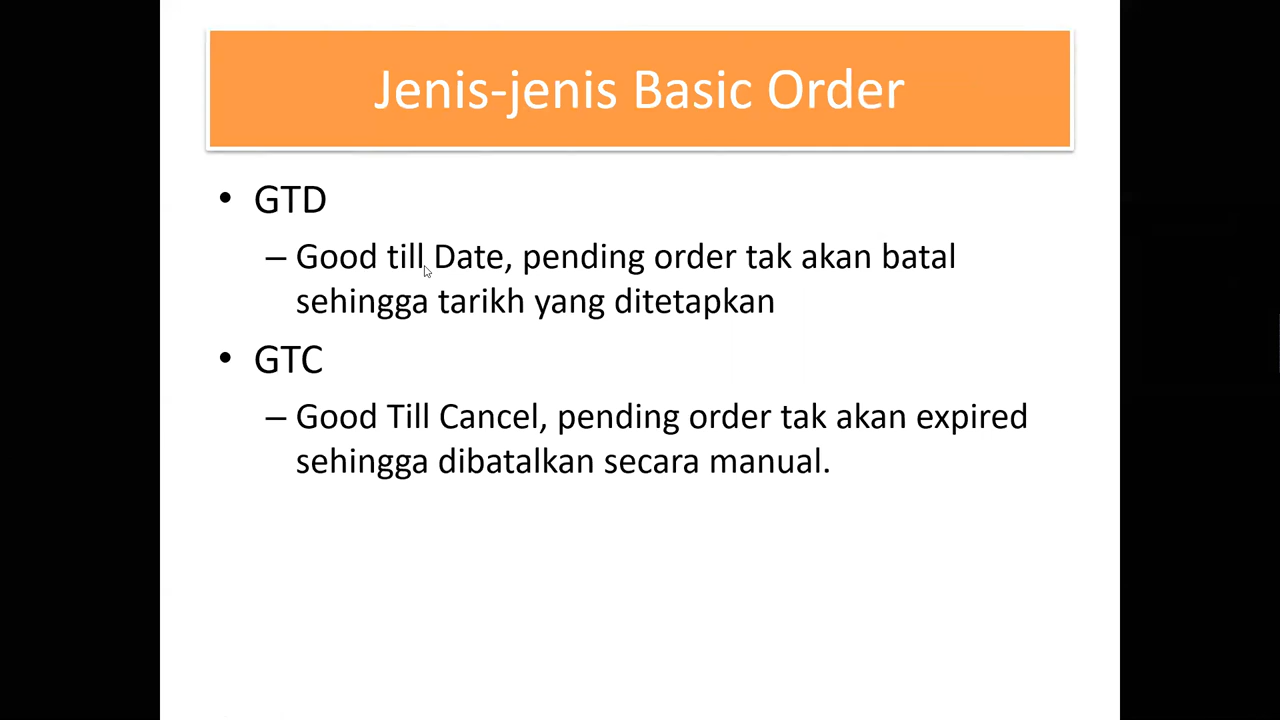 Jenis-jenis Basic Order
• GTD
– Good till Date, pending order tak akan batal
sehingga tarikh yang ditetapkan
• GTC
– Good Till Cancel, pending order tak akan expired
sehingga dibatalkan secara manual.